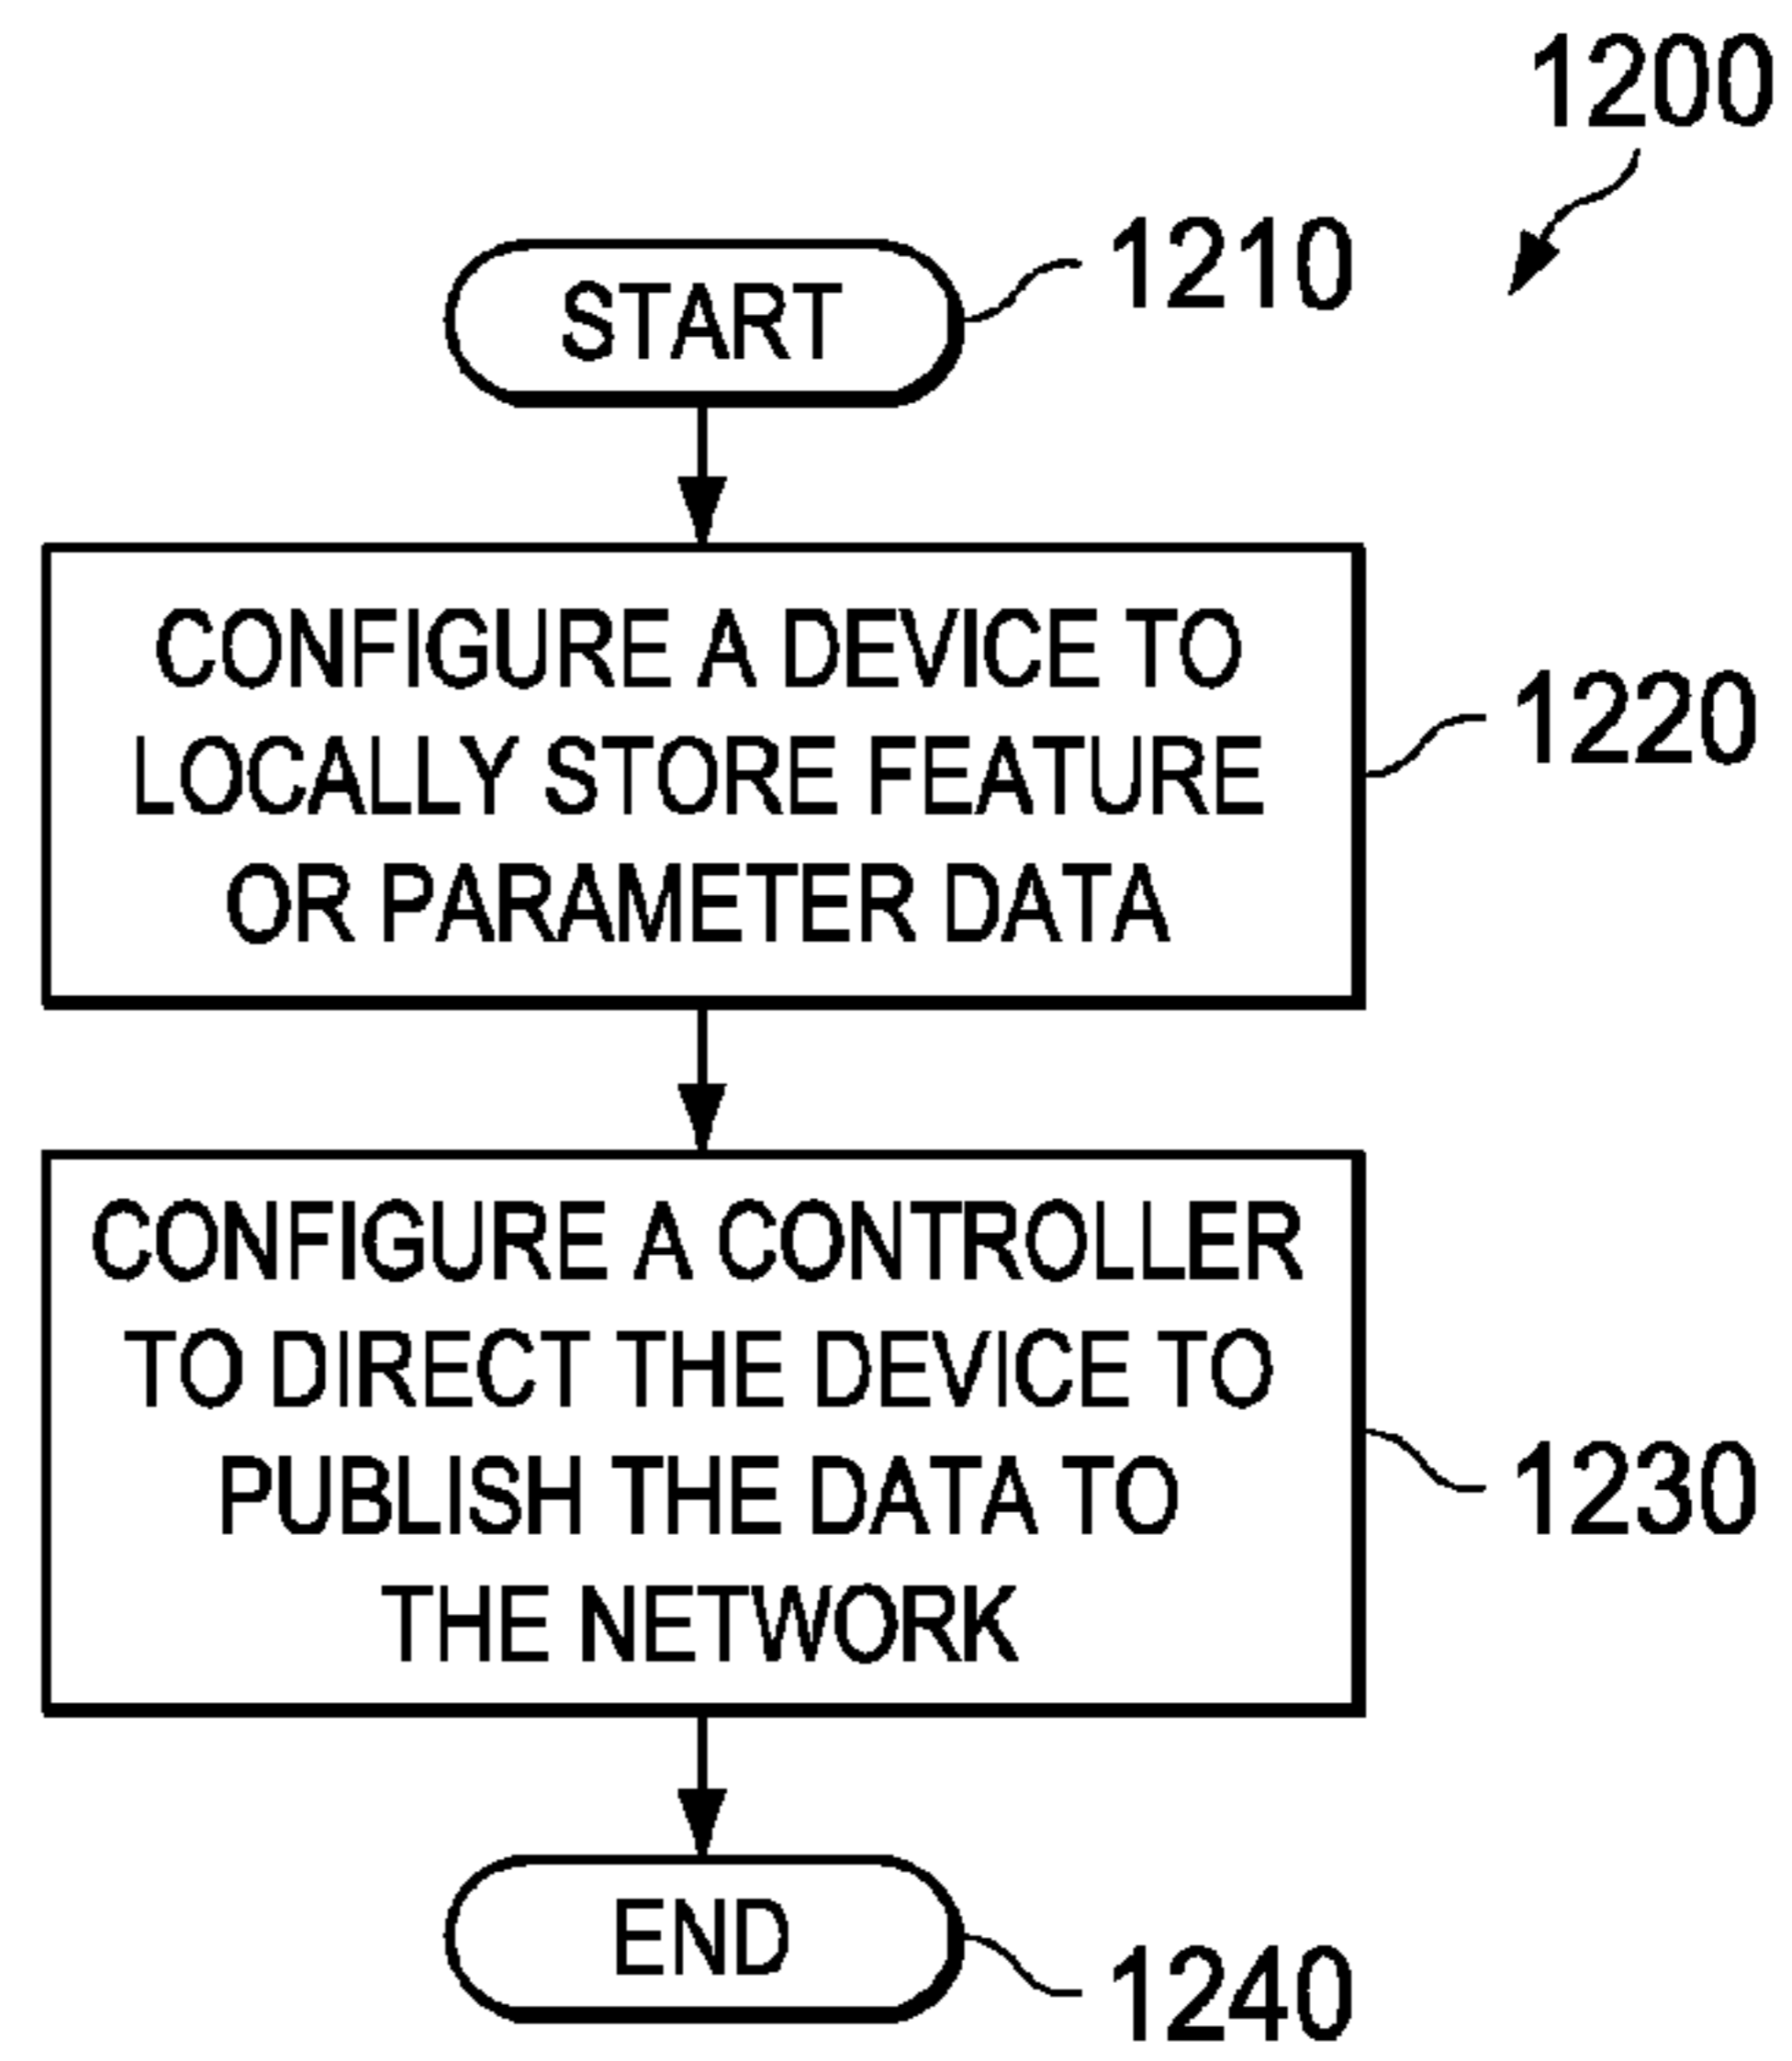 1200
START
1210
CONFIGURE A DEVICE TO
LOCALLY STORE FEATURE
OR PARAMETER DATA
1220
CONFIGURE A CONTROLLER
TO DIRECT THE DEVICE TO
PUBLISH THE DATA TO
THE NETWORK
1230
END
1240